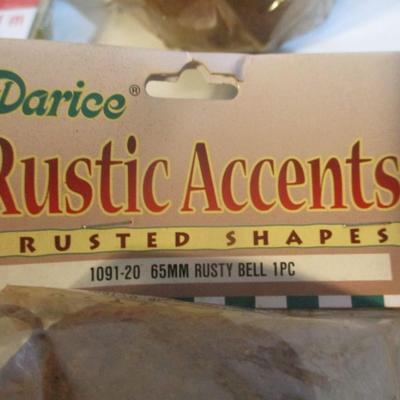 Darice®
Rustic Accents
RUSTED SHAPES
1091-20 65MM RUSTY BELL 1PC